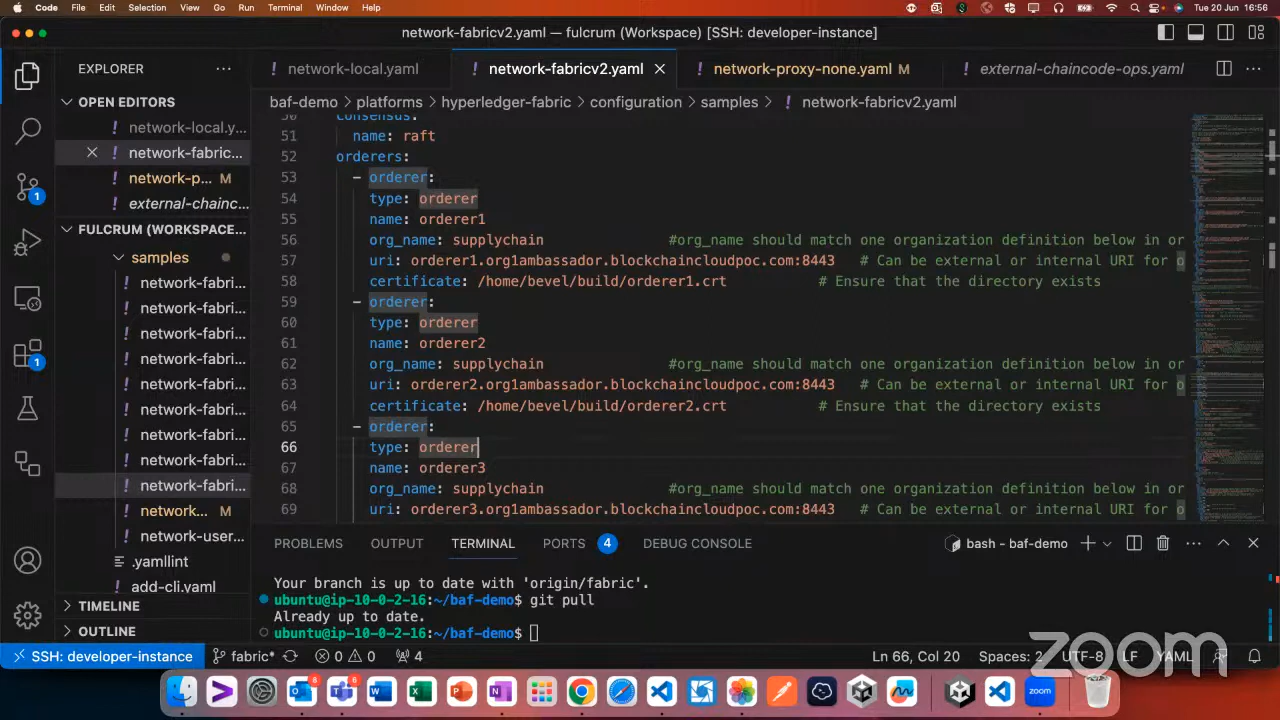 Code File Edit Selection View Go Run Terminal Window Help Tue 20 Jun 16:56
network-fabricv2.yaml — fulcrum (Workspace) [SSH: developer-instance]
EXPLORER ··· ! network-local.yaml ! network-fabricv2.yaml × ! network-proxy-none.yaml M ! external-chaincode-ops.yaml ···
OPEN EDITORS
baf-demo > platforms > hyperledger-fabric > configuration > samples > ! network-fabricv2.yaml
! network-local.y...
× ! network-fabric...
! network-p... M
! external-chainc...
FULCRUM (WORKSPACE...
samples
! network-fabri...
! network-fabri...
! network-fabri...
! network-fabri...
! network-fabri...
! network-fabri...
! network-fabri...
! network-fabri...
! network-fabri...
! network... M
! network-user...
.yamllint
! add-cli.yaml
TIMELINE
OUTLINE
1
1
50 consensus:
51 name: raft
52 orderers:
53 - orderer:
54 type: orderer
55 name: orderer1
56 org_name: supplychain #org_name should match one organization definition below in or
57 uri: orderer1.org1ambassador.blockchaincloudpoc.com:8443 # Can be external or internal URI for o
58 certificate: /home/bevel/build/orderer1.crt # Ensure that the directory exists
59 - orderer:
60 type: orderer
61 name: orderer2
62 org_name: supplychain #org_name should match one organization definition below in or
63 uri: orderer2.org1ambassador.blockchaincloudpoc.com:8443 # Can be external or internal URI for o
64 certificate: /home/bevel/build/orderer2.crt # Ensure that the directory exists
65 - orderer:
66 type: orderer
67 name: orderer3
68 org_name: supplychain #org_name should match one organization definition below in or
69 uri: orderer3.org1ambassador.blockchaincloudpoc.com:8443 # Can be external or internal URI for o
PROBLEMS OUTPUT TERMINAL PORTS 4 DEBUG CONSOLE bash - baf-demo
Your branch is up to date with 'origin/fabric'.
ubuntu@ip-10-0-2-16:~/baf-demo$ git pull
Already up to date.
ubuntu@ip-10-0-2-16:~/baf-demo$
SSH: developer-instance fabric* 0 0 4 Ln 66, Col 20 Spaces: 2 UTF-8 LF YAML
zoom
6 6 zoom